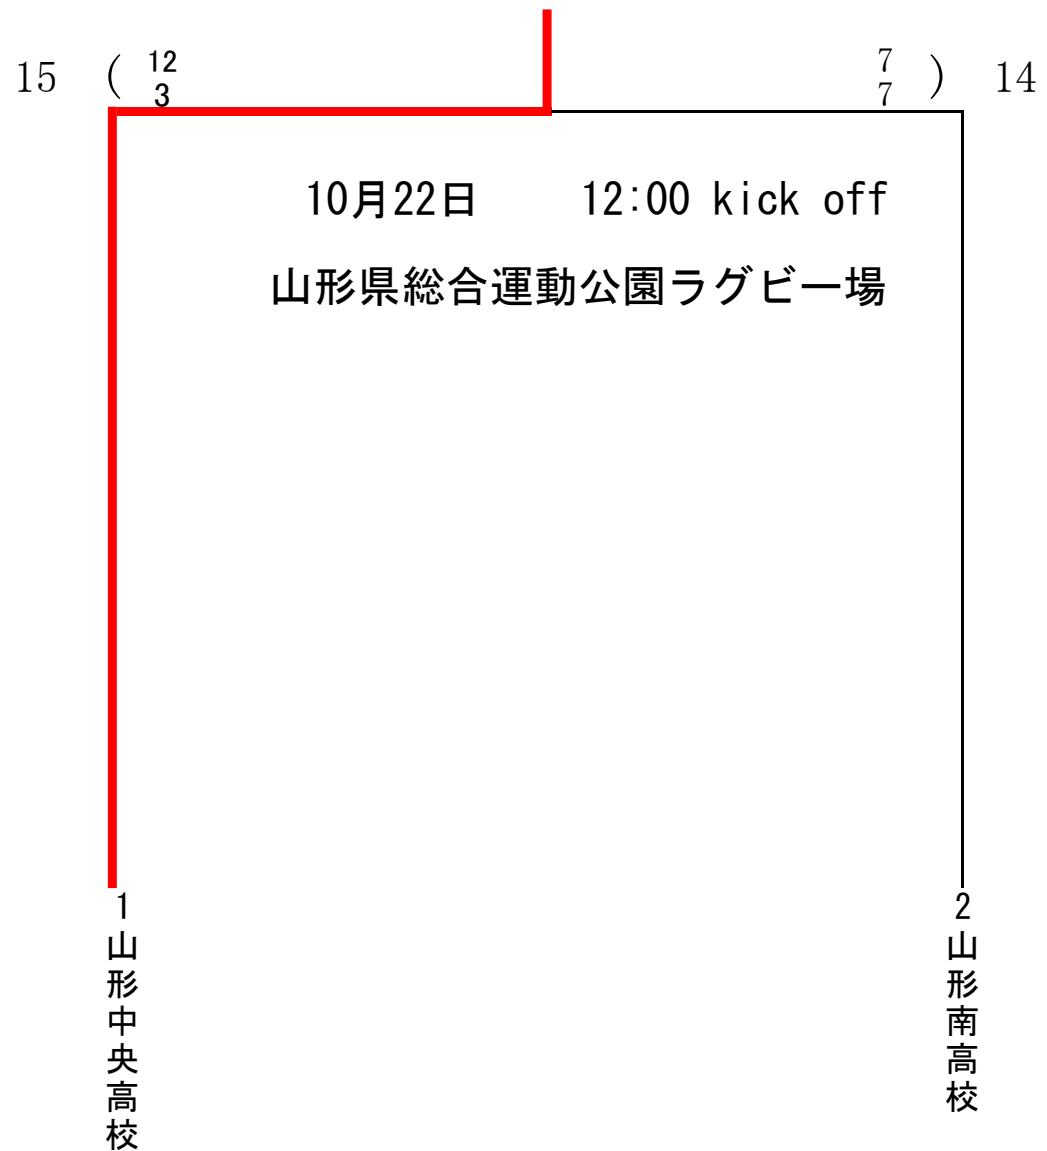 15 ( 12 7 ) 14
3 7
10月22日 12:00 kick off
山形県総合運動公園ラグビー場
1 山形中央高校
2 山形南高校